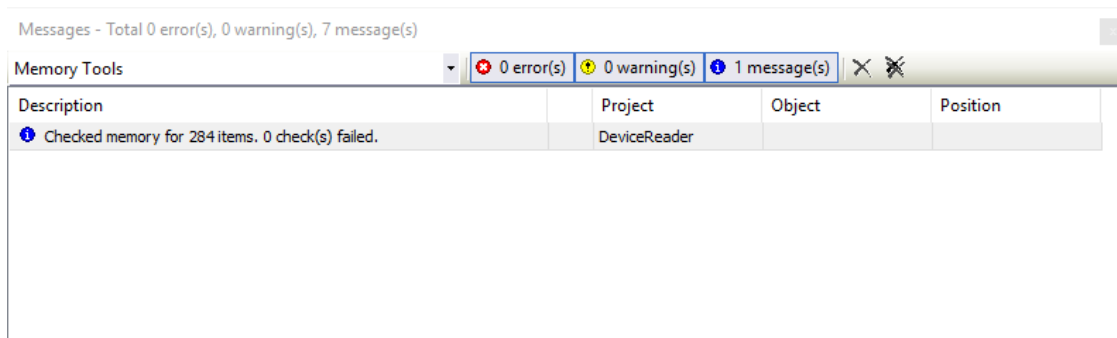 Messages - Total 0 error(s), 0 warning(s), 7 message(s)
Memory Tools 0 error(s) 0 warning(s) 1 message(s)
Description Project Object Position
Checked memory for 284 items. 0 check(s) failed. DeviceReader